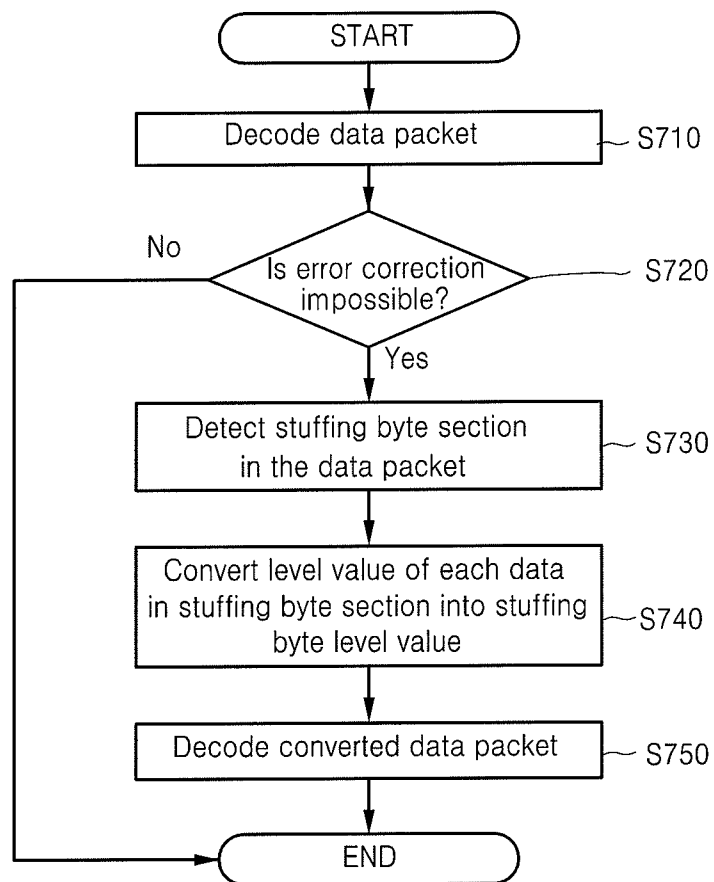 START
Decode data packet
S710
No
Is error correction
impossible?
S720
Yes
Detect stuffing byte section
in the data packet
S730
Convert level value of each data
in stuffing byte section into stuffing
byte level value
S740
Decode converted data packet
S750
END